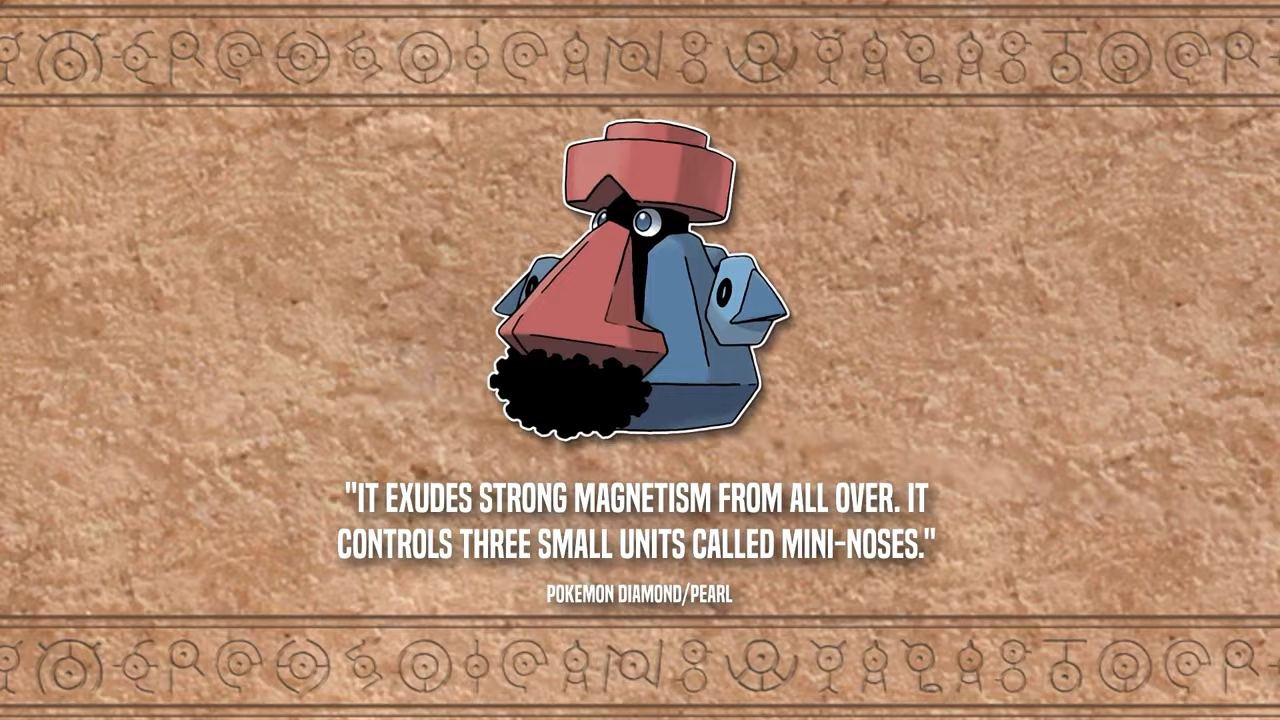 "IT EXUDES STRONG MAGNETISM FROM ALL OVER. IT
CONTROLS THREE SMALL UNITS CALLED MINI-NOSES."
POKEMON DIAMOND/PEARL